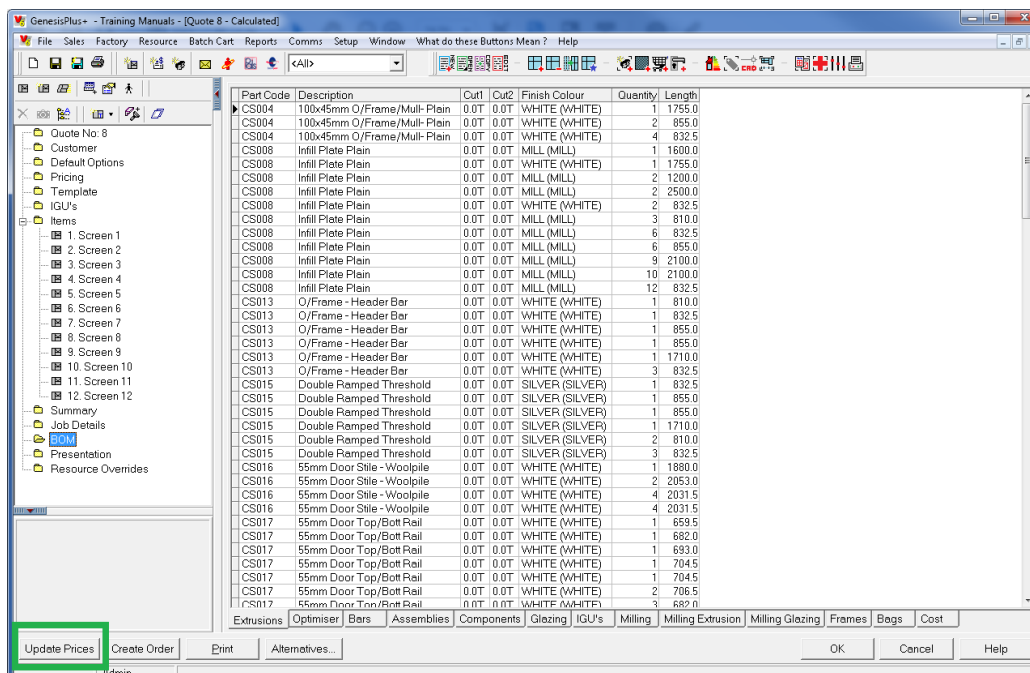 GenesisPlus+ - Training Manuals - [Quote 8 - Calculated]
File Sales Factory Resource Batch Cart Reports Comms Setup Window What do these Buttons Mean ? Help
<All>
Quote No: 8
Customer
Default Options
Pricing
Template
IGU's
Items
1. Screen 1
2. Screen 2
3. Screen 3
4. Screen 4
5. Screen 5
6. Screen 6
7. Screen 7
8. Screen 8
9. Screen 9
10. Screen 10
11. Screen 11
12. Screen 12
Summary
Job Details
BOM
Presentation
Resource Overrides
Part Code Description Cut1 Cut2 Finish Colour Quantity Length
CS004 100x45mm O/Frame/Mull- Plain 0.0T 0.0T WHITE (WHITE) 1 1755.0
CS004 100x45mm O/Frame/Mull- Plain 0.0T 0.0T WHITE (WHITE) 2 855.0
CS004 100x45mm O/Frame/Mull- Plain 0.0T 0.0T WHITE (WHITE) 4 832.5
CS008 Infill Plate Plain 0.0T 0.0T MILL (MILL) 1 1600.0
CS008 Infill Plate Plain 0.0T 0.0T WHITE (WHITE) 1 1755.0
CS008 Infill Plate Plain 0.0T 0.0T MILL (MILL) 2 1200.0
CS008 Infill Plate Plain 0.0T 0.0T MILL (MILL) 2 2500.0
CS008 Infill Plate Plain 0.0T 0.0T WHITE (WHITE) 2 832.5
CS008 Infill Plate Plain 0.0T 0.0T MILL (MILL) 3 810.0
CS008 Infill Plate Plain 0.0T 0.0T MILL (MILL) 6 832.5
CS008 Infill Plate Plain 0.0T 0.0T MILL (MILL) 6 855.0
CS008 Infill Plate Plain 0.0T 0.0T MILL (MILL) 9 2100.0
CS008 Infill Plate Plain 0.0T 0.0T MILL (MILL) 10 2100.0
CS008 Infill Plate Plain 0.0T 0.0T MILL (MILL) 12 832.5
CS013 O/Frame - Header Bar 0.0T 0.0T WHITE (WHITE) 1 810.0
CS013 O/Frame - Header Bar 0.0T 0.0T WHITE (WHITE) 1 832.5
CS013 O/Frame - Header Bar 0.0T 0.0T WHITE (WHITE) 1 855.0
CS013 O/Frame - Header Bar 0.0T 0.0T WHITE (WHITE) 1 855.0
CS013 O/Frame - Header Bar 0.0T 0.0T WHITE (WHITE) 1 1710.0
CS013 O/Frame - Header Bar 0.0T 0.0T WHITE (WHITE) 3 832.5
CS015 Double Ramped Threshold 0.0T 0.0T SILVER (SILVER) 1 832.5
CS015 Double Ramped Threshold 0.0T 0.0T SILVER (SILVER) 1 855.0
CS015 Double Ramped Threshold 0.0T 0.0T SILVER (SILVER) 1 855.0
CS015 Double Ramped Threshold 0.0T 0.0T SILVER (SILVER) 1 1710.0
CS015 Double Ramped Threshold 0.0T 0.0T SILVER (SILVER) 2 810.0
CS015 Double Ramped Threshold 0.0T 0.0T SILVER (SILVER) 3 832.5
CS016 55mm Door Stile - Woolpile 0.0T 0.0T WHITE (WHITE) 1 1880.0
CS016 55mm Door Stile - Woolpile 0.0T 0.0T WHITE (WHITE) 2 2053.0
CS016 55mm Door Stile - Woolpile 0.0T 0.0T WHITE (WHITE) 4 2031.5
CS016 55mm Door Stile - Woolpile 0.0T 0.0T WHITE (WHITE) 4 2031.5
CS017 55mm Door Top/Bott Rail 0.0T 0.0T WHITE (WHITE) 1 659.5
CS017 55mm Door Top/Bott Rail 0.0T 0.0T WHITE (WHITE) 1 682.0
CS017 55mm Door Top/Bott Rail 0.0T 0.0T WHITE (WHITE) 1 693.0
CS017 55mm Door Top/Bott Rail 0.0T 0.0T WHITE (WHITE) 1 704.5
CS017 55mm Door Top/Bott Rail 0.0T 0.0T WHITE (WHITE) 1 704.5
CS017 55mm Door Top/Bott Rail 0.0T 0.0T WHITE (WHITE) 2 706.5
CS017 55mm Door Top/Bott Rail 0.0T 0.0T WHITE (WHITE) 3 682.0
Extrusions Optimiser Bars Assemblies Components Glazing IGU's Milling Milling Extrusion Milling Glazing Frames Bags Cost
Update Prices Create Order Print Alternatives... OK Cancel Help